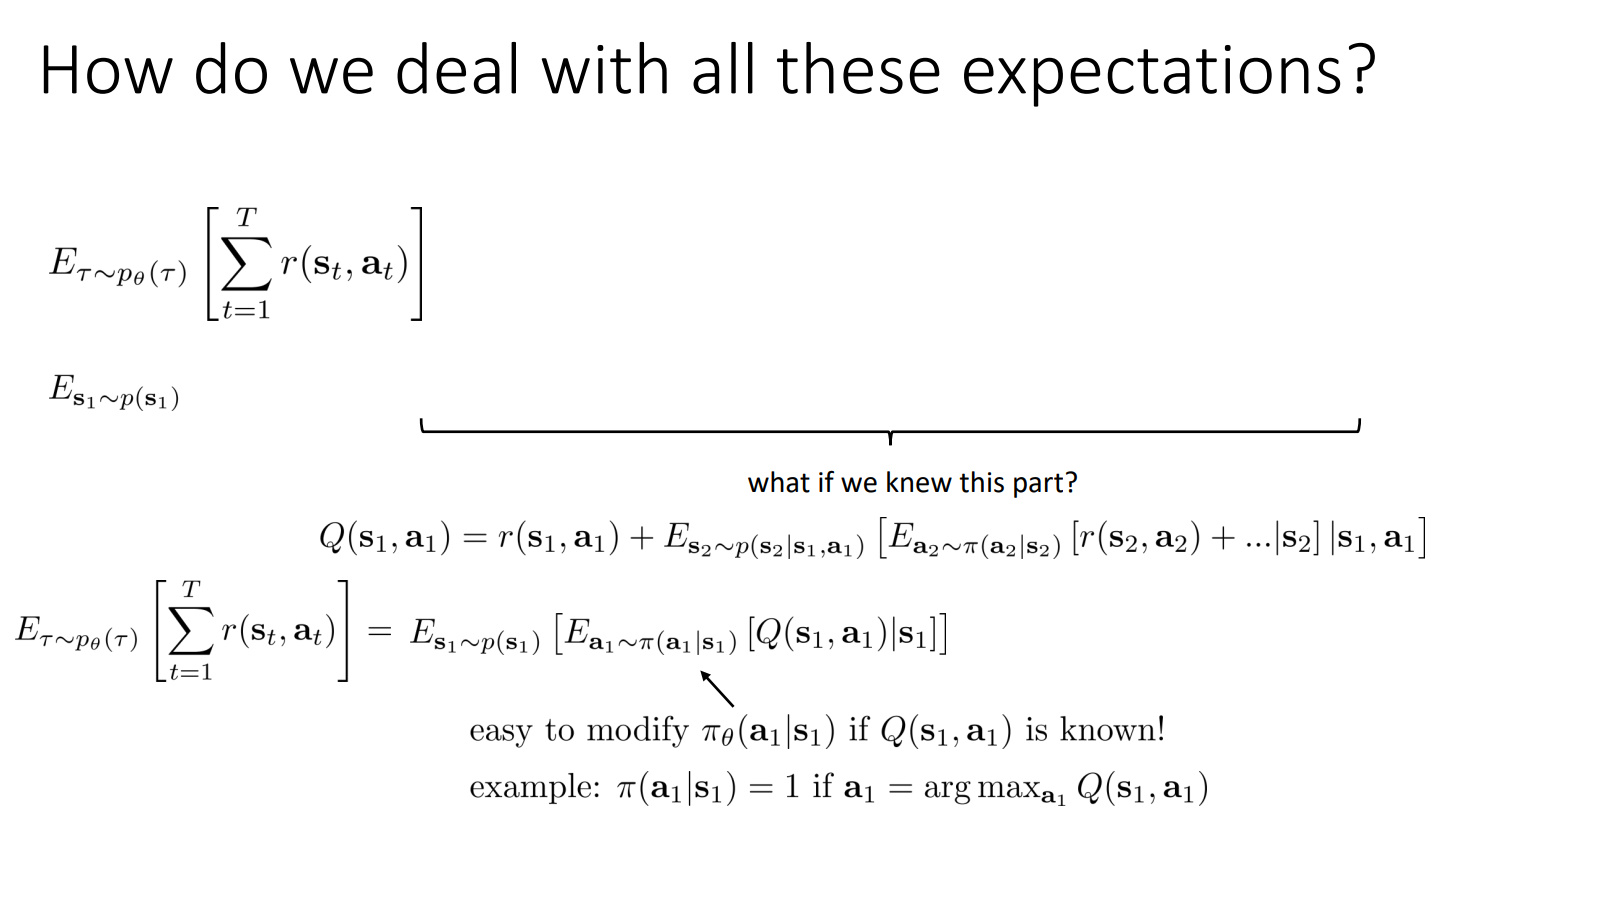 How do we deal with all these expectations?
$E_{\tau \sim p_\theta(\tau)} \left[ \sum_{t=1}^{T} r(\mathbf{s}_t, \mathbf{a}_t) \right]$
$E_{\mathbf{s}_1 \sim p(\mathbf{s}_1)}$
what if we knew this part?
$Q(\mathbf{s}_1, \mathbf{a}_1) = r(\mathbf{s}_1, \mathbf{a}_1) + E_{\mathbf{s}_2 \sim p(\mathbf{s}_2|\mathbf{s}_1, \mathbf{a}_1)} \left[ E_{\mathbf{a}_2 \sim \pi(\mathbf{a}_2|\mathbf{s}_2)} \left[ r(\mathbf{s}_2, \mathbf{a}_2) + ...|\mathbf{s}_2 \right] |\mathbf{s}_1, \mathbf{a}_1 \right]$
$E_{\tau \sim p_\theta(\tau)} \left[ \sum_{t=1}^{T} r(\mathbf{s}_t, \mathbf{a}_t) \right] = E_{\mathbf{s}_1 \sim p(\mathbf{s}_1)} \left[ E_{\mathbf{a}_1 \sim \pi(\mathbf{a}_1|\mathbf{s}_1)} \left[ Q(\mathbf{s}_1, \mathbf{a}_1)|\mathbf{s}_1 \right] \right]$
easy to modify $\pi_\theta(\mathbf{a}_1|\mathbf{s}_1)$ if $Q(\mathbf{s}_1, \mathbf{a}_1)$ is known!
example: $\pi(\mathbf{a}_1|\mathbf{s}_1) = 1$ if $\mathbf{a}_1 = \arg\max_{\mathbf{a}_1} Q(\mathbf{s}_1, \mathbf{a}_1)$